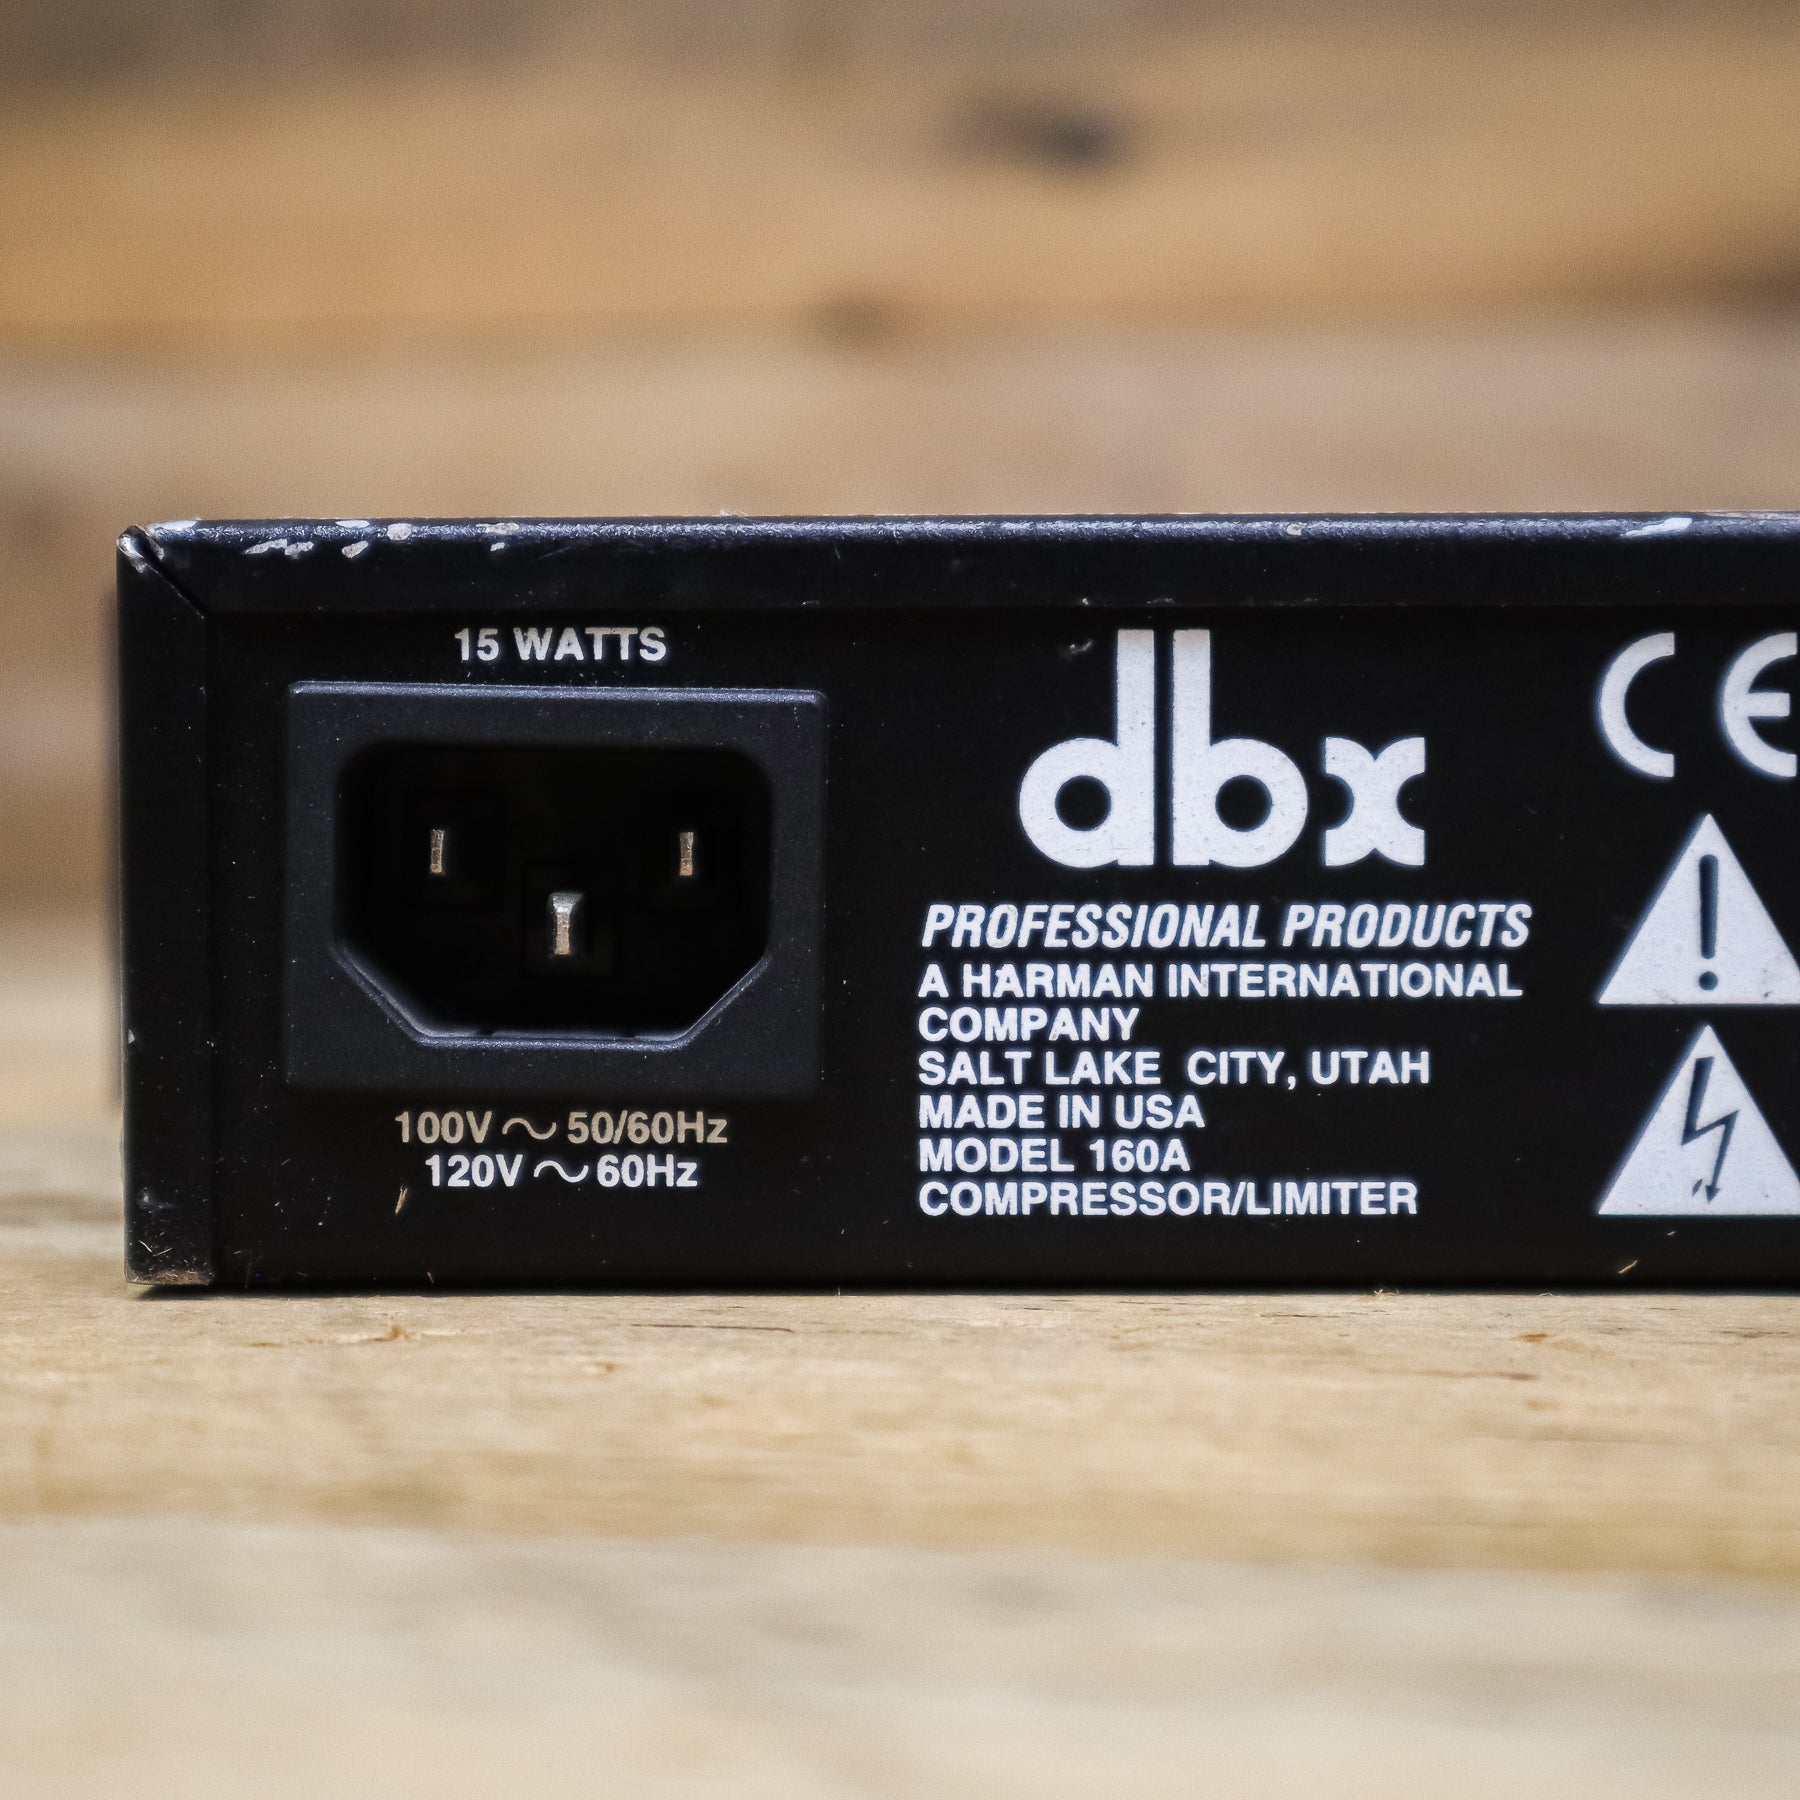 15 WATTS
100V ~ 50/60Hz
120V ~ 60Hz
dbx
PROFESSIONAL PRODUCTS
A HARMAN INTERNATIONAL
COMPANY
SALT LAKE CITY, UTAH
MADE IN USA
MODEL 160A
COMPRESSOR/LIMITER
CE
!